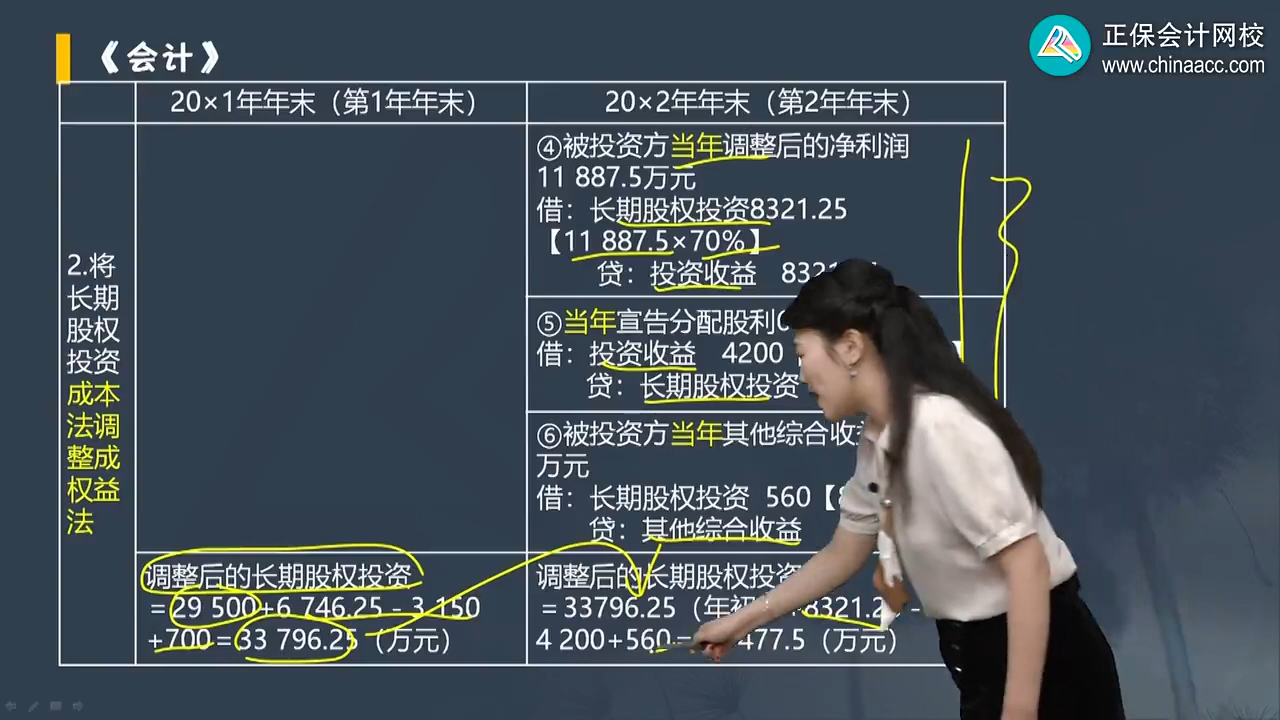 《会计》
正保会计网校
www.chinaacc.com
20×1年年末（第1年年末）
20×2年年末（第2年年末）
2.将
长期
股权
投资
成本
法调
整成
权益
法
④被投资方当年调整后的净利润
11 887.5万元
借：长期股权投资8321.25
【11 887.5×70%】
贷：投资收益 832
⑤当年宣告分配股利
借：投资收益 4200
贷：长期股权投资
⑥被投资方当年其他综合收
万元
借：长期股权投资 560【
贷：其他综合收益
调整后的长期股权投资
=29 500+6 746.25-3 150
+700=33 796.25（万元）
调整后的长期股权投资
=33796.25（年初 8321.2 -
4 200+560= 477.5（万元）